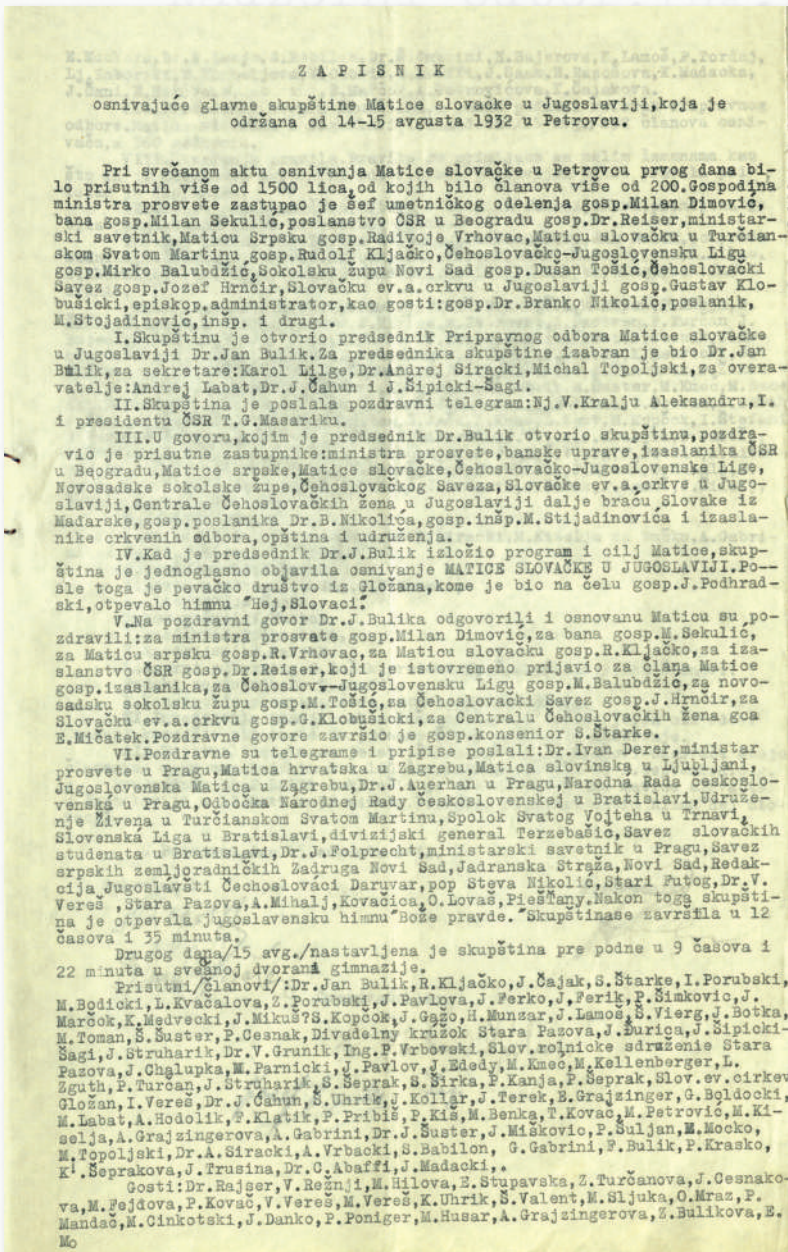 Z A P I S N I K
osnivajuće glavne skupštine Matice slovačke u Jugoslaviji,koja je
održana od 14-15 avgusta 1932 u Petrovcu.
Pri svečanom aktu osnivanja Matice slovačke u Petrovcu prvog dana bi-
lo prisutnih više od 1500 lica,od kojih bilo članova više od 200.Gospodina
ministra prosvete zastupao je šef umetničkog odelenja gosp.Milan Dimović,
bana gosp.Milan Sekulić,poslanstvo ČSR u Beogradu gosp.Dr.Reiser,ministar-
ski savetnik,Maticu Srpsku gosp.Radivoje Vrhovac,Maticu slovačku u Turčian-
skom Svatom Martinu gosp.Rudolf Kljačko,Čehoslovačko-Jugoslovensku Ligu
gosp.Mirko Balubdžić,Sokolsku župu Novi Sad gosp.Dušan Tošić,Čehoslovački
Savez gosp.Jozef Hrnčir,Slovačku ev.a.crkvu u Jugoslaviji gosp.Gustav Klo-
bušicki,episkop.administrator,kao gosti:gosp.Dr.Branko Nikolić,poslanik,
M.Stojadinović,insp. i drugi.
I.Skupštinu je otvorio predsednik Pripravnog odbora Matice slovačke
u Jugoslaviji Dr.Jan Bulik.Za predsednika skupštine izabran je bio Dr.Jan
Bulik,za sekretare:Karol Lilge,Dr.Andrej Siracki,Michal Topoljski,za overa-
vatelje:Andrej Labat,Dr.J.Čahun i J.Šipicki-Šagi.
II.Skupština je poslala pozdravni telegram:Nj.V.Kralju Aleksandru,I.
i presidentu ČSR T.G.Masariku.
III.U govoru,kojim je predsednik Dr.Bulik otvorio skupštinu,pozdra-
vio je prisutne zastupnike:ministra prosvete,banske uprave,izaslanika ČSR
u Beogradu,Matice srpske,Matice slovačke,Čehoslovačko-Jugoslovenske Lige,
Novosadske sokolske župe,Čehoslovačkog Saveza,Slovačke ev.a.crkve u Jugo-
slaviji,Centrale Čehoslovačkih žena u Jugoslaviji dalje braću Slovake iz
Mađarske,gosp.poslanika Dr.B.Nikolića,gosp.insp.M.Stijadinovića i izasla-
nike crkvenih odbora,opština i udruženja.
IV.Kad je predsednik Dr.J.Bulik izložio program i cilj Matice,skup-
ština je jednoglasno objavila osnivanje MATICE SLOVAČKE U JUGOSLAVIJI.Po-
sle toga je pevačko društvo iz Gložana,kome je bio na čelu gosp.J.Podhrad-
ski,otpevalo himnu "Hej,Slovaci."
V.Na pozdravni govor Dr.J.Bulika odgovorili i osnovanu Maticu su po-
zdravili:za ministra prosvate gosp.Milan Dimović,za bana gosp.M.Sekulić,
za Maticu srpsku gosp.R.Vrhovac,za Maticu slovačku gosp.R.Kljačko,za iza-
slanstvo ČSR gosp.Dr.Reiser,koji je istovremeno prijavio za člana Matice
gosp.izaslanika,za Čehoslov.-Jugoslovensku Ligu gosp.M.Balubdžić,za novo-
sadsku sokolsku župu gosp.M.Tošić,za Čehoslovački Savez gosp.J.Hrnčir,za
Slovačku ev.a.crkvu gosp.G.Klobušicki,za Centralu Čehoslovačkih žena gca
E.Mičatek.Pozdravne govore završio je gosp.konsenior S.Štarke.
VI.Pozdravne su telegrame i pripise poslali:Dr.Ivan Derer,ministar
prosvete u Pragu,Matica hrvatska u Zagrebu,Matica slovinska u Ljubljani,
Jugoslovenska Matica u Zagrebu,Dr.J.Auerhan u Pragu,Narodna Rada českoslo-
venská u Pragu,Odbočka Narodnej Rady československej u Bratislavi,Udruže-
nje Živena u Turčianskom Svatom Martinu,Spolok Svatog Vojteha u Trnavi,
Slovenská Liga u Bratislavi,divizijski general Terzebašić,Savez slovačkih
studenata u Bratislavi,Dr.J.Folprecht,ministarski savetnik u Pragu,Savez
srpskih zemljoradničkih Zadruga Novi Sad,Jadranska Straža,Novi Sad,Redak-
cija Jugoslávští Čechoslováci Daruvar,pop Steva Nikolić,Stari Futog,Dr.V.
Vereš ,Stara Pazova,A.Mihalj,Kovačica,O.Lovaš,Piešťany.Nakon toga skupšti-
na je otpevala jugoslavensku himnu"Bože pravde."Skupštinase završila u 12
časova i 35 minuta.
Drugog dana/15 avg./nastavljena je skupština pre podne u 9 časova i
22 minuta u svečanoj dvorani gimnazije.
Prisutni/članovi/:Dr.Jan Bulik,R.Kljačko,J.Čajak,S.Štarke,I.Porubski,
M.Bodicki,L.Kvačalova,Z.Porubski,J.Pavlova,J.Ferko,J.Ferik,P.Šimkovic,J.
Marčok,K.Medvecki,J.Mikuš?S.Kopčok,J.Gažo,H.Munzar,J.Lamoš,Š.Vierg,J.Botka,
M.Toman,S.Šuster,P.Cesnak,Divadelný krúžok Stara Pazova,J.Ďurica,J.Šipicki-
Šagi,J.Struharik,Dr.V.Grunik,Ing.P.Vrbovski,Slov.rolnicke sdruženie Stara
Pazova,J.Chalupka,M.Parnicki,J.Pavlov,J.Ededy,M.Kmec,M.Kellenberger,L.
Zguth,P.Turčan,J.Struharik,S.Šeprak,S.Širka,P.Kanja,P.Šeprak,Slov.ev.cirkev
Gložan,I.Vereš,Dr.J.Čahun,S.Uhrik,J.Kollar,J.Terek,E.Grajzinger,G.Boldocki,
M.Labat,A.Hodolik,F.Klatik,P.Pribiš,P.Kiš,M.Benka,T.Kovač,M.Petrovic,M.Ki-
selja,A.Grajzingerova,A.Gabrini,Dr.J.Šuster,J.Miškovic,P.Šuljan,M.Mocko,
M.Topoljski,Dr.A.Siracki,A.Vrbacki,S.Babilon, G.Gabrini,F.Bulik,P.Krasko,
K.Šeprakova,J.Trusina,Dr.C.Abaffi,J.Madacki,.
Gosti:Dr.Rajser,V.Režnji,M.Hilova,E.Stupavska,Z.Turčanova,J.Cesnako-
va,M.Fejdova,P.Kovač,V.Vereš,M.Vereš,K.Uhrik,S.Valent,M.Sljuka,O.Mraz,P.
Mandač,M.Cinkotski,J.Danko,P.Poniger,M.Husar,A.Grajzingerova,Z.Bulikova,E.
Mo